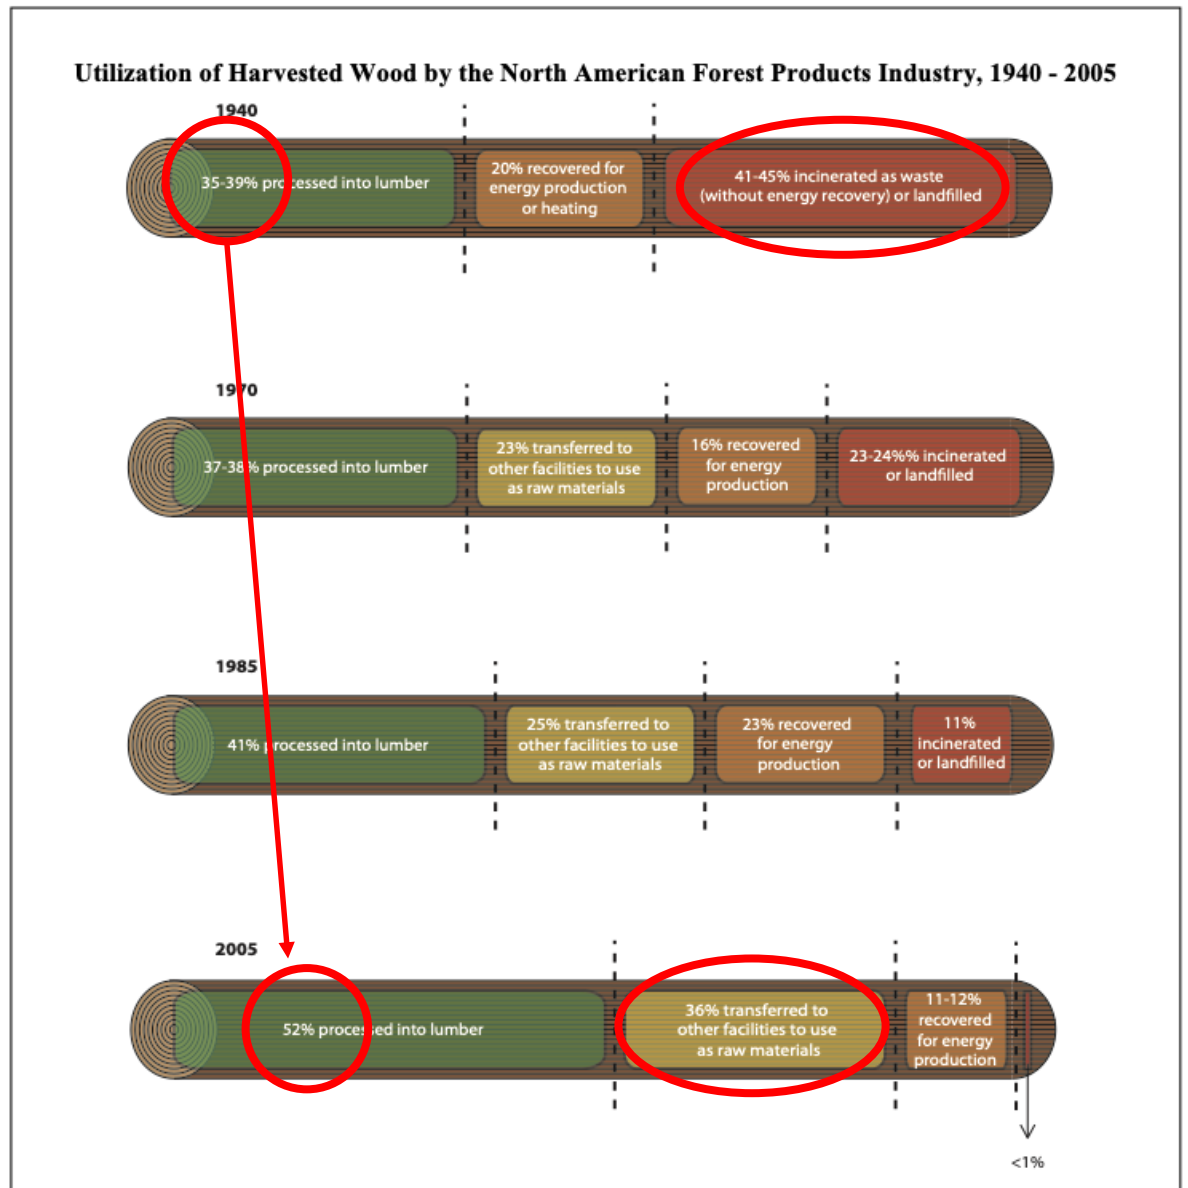 Utilization of Harvested Wood by the North American Forest Products Industry, 1940 - 2005
1940
35-39% processed into lumber
20% recovered for
energy production
or heating
41-45% incinerated as waste
(without energy recovery) or landfilled
1970
37-38% processed into lumber
23% transferred to
other facilities to use
as raw materials
16% recovered
for energy
production
23-24%% incinerated
or landfilled
1985
41% processed into lumber
25% transferred to
other facilities to use
as raw materials
23% recovered
for energy
production
11%
incinerated
or landfilled
2005
52% processed into lumber
36% transferred to
other facilities to use
as raw materials
11-12%
recovered
for energy
production
<1%